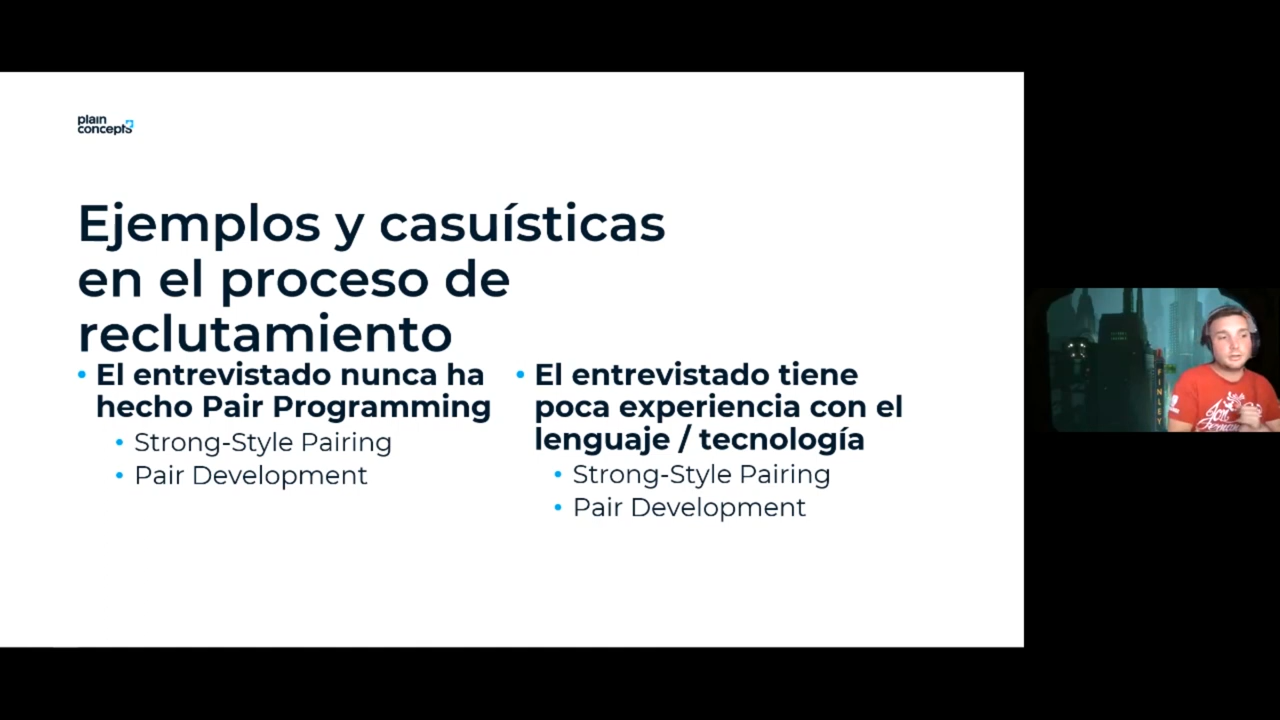 plain
concepts
Ejemplos y casuísticas
en el proceso de
reclutamiento
• El entrevistado nunca ha
hecho Pair Programming
• Strong-Style Pairing
• Pair Development
• El entrevistado tiene
poca experiencia con el
lenguaje / tecnología
• Strong-Style Pairing
• Pair Development
FINLEY